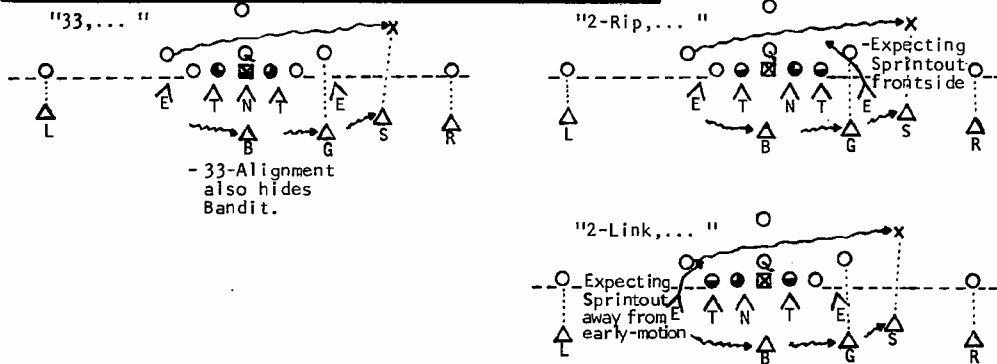 "33,... "
X
Q
E T N T E
L B G S R
- 33-Alignment
also hides
Bandit.
"2-Rip,... "
X
Q
-Expecting
Sprintout
frontside
E T N T E
L B G S R
"2-Link,... "
X
Q
Expecting
Sprintout
away from
early-motion
E T N T E
L B G S R